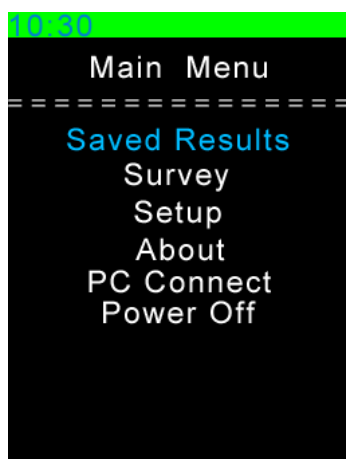 10:30
Main Menu
================
Saved Results
Survey
Setup
About
PC Connect
Power Off